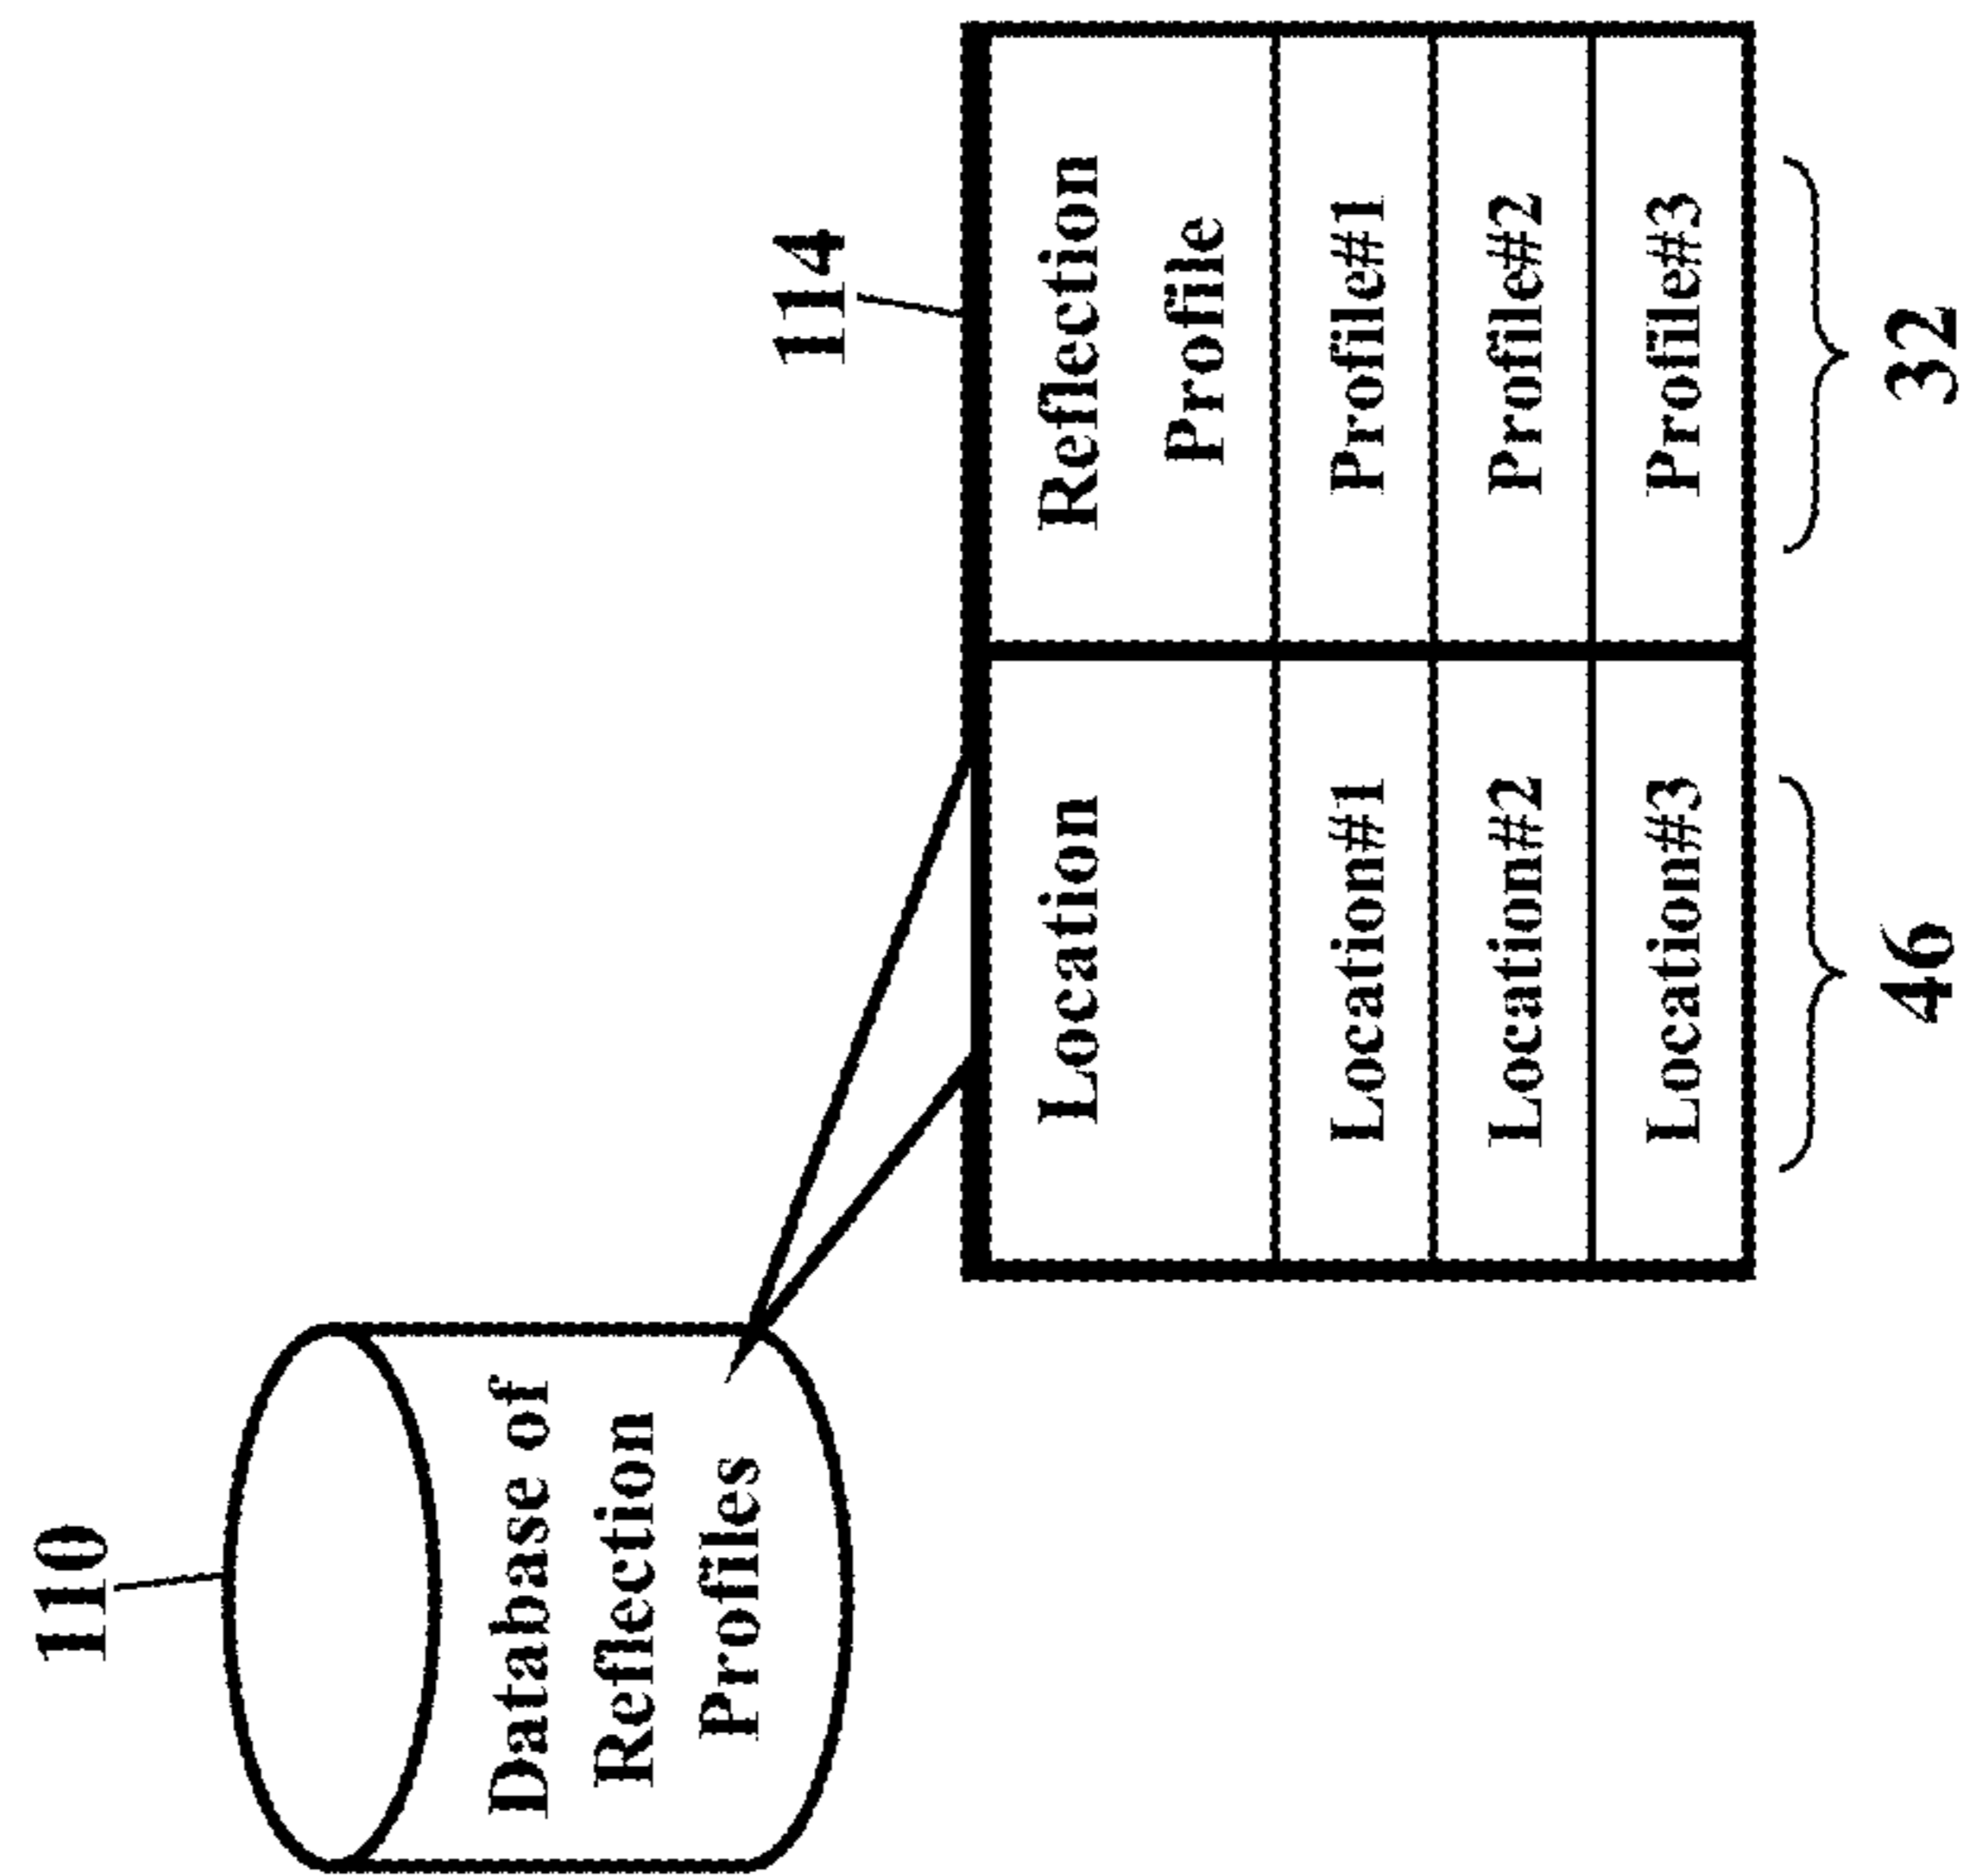 110
Database of
Reflection
Profiles
114
Location
Reflection
Profile
Location#1
Profile#1
Location#2
Profile#2
Location#3
Profile#3
46
32